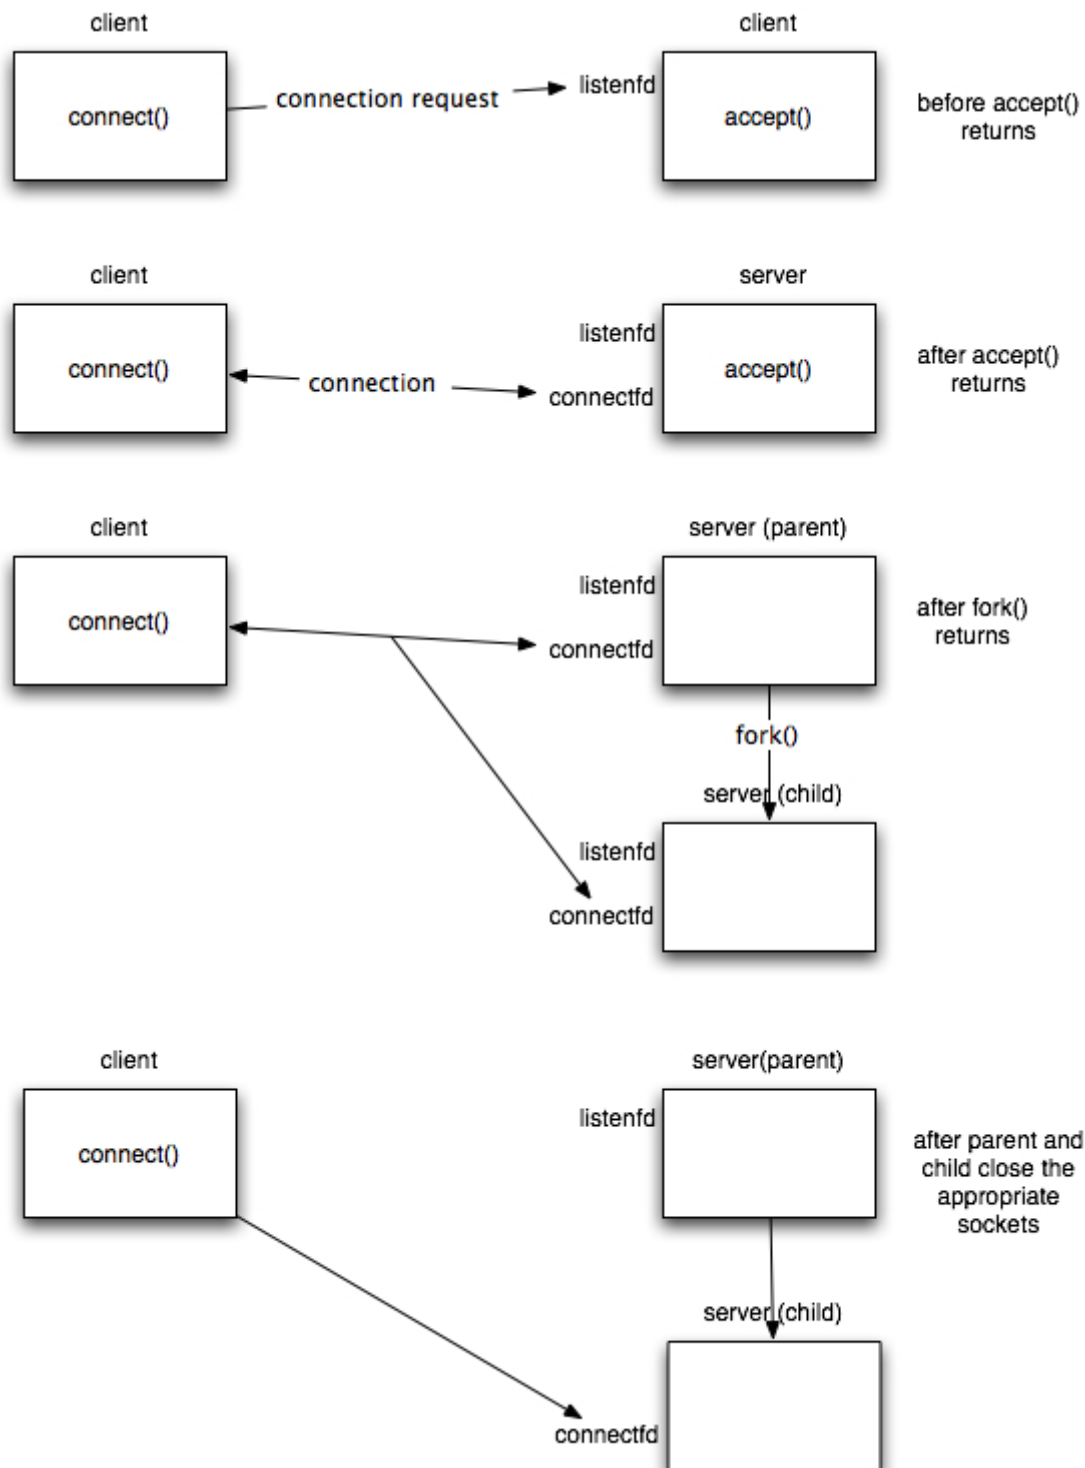 client
client
connect()
connection request
listenfd
accept()
before accept()
returns
client
server
connect()
connection
listenfd
connectfd
accept()
after accept()
returns
client
server (parent)
connect()
listenfd
connectfd
after fork()
returns
fork()
server (child)
listenfd
connectfd
client
server(parent)
connect()
listenfd
after parent and
child close the
appropriate
sockets
server (child)
connectfd